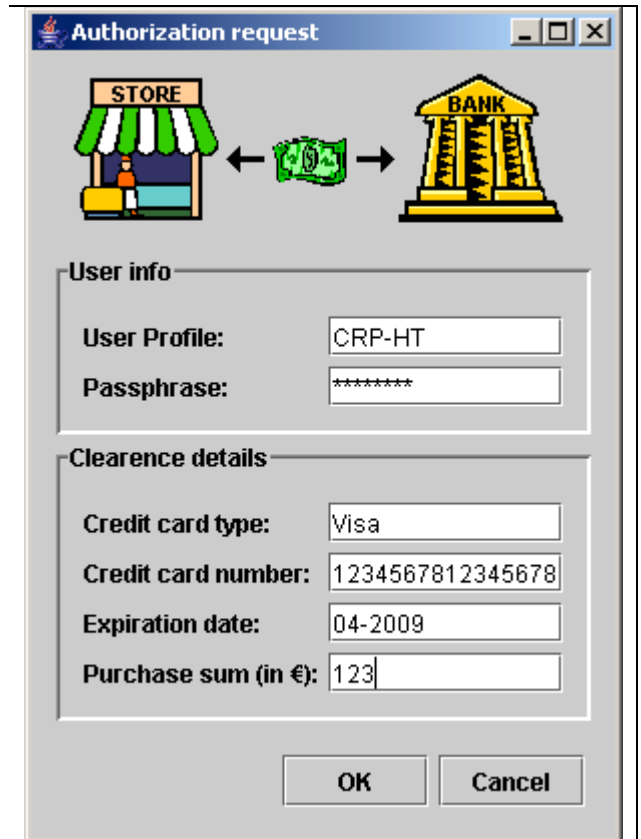 Authorization request
STORE
BANK
User info
User Profile: CRP-HT
Passphrase: ********
Clearence details
Credit card type: Visa
Credit card number: 1234567812345678
Expiration date: 04-2009
Purchase sum (in €): 123
OK Cancel